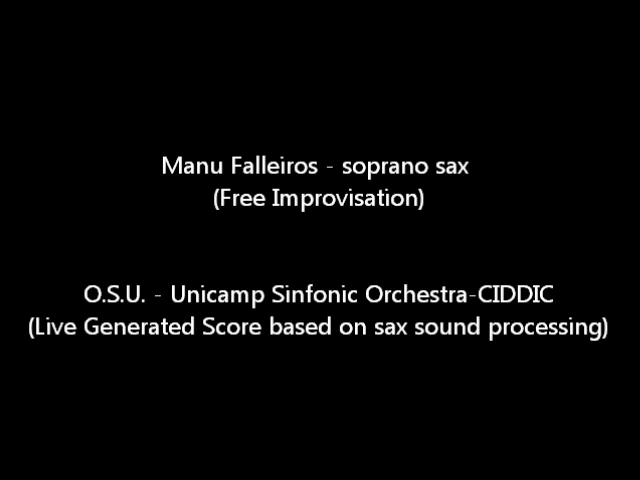 Manu Falleiros - soprano sax
(Free Improvisation)
O.S.U. - Unicamp Sinfonic Orchestra-CIDDIC
(Live Generated Score based on sax sound processing)